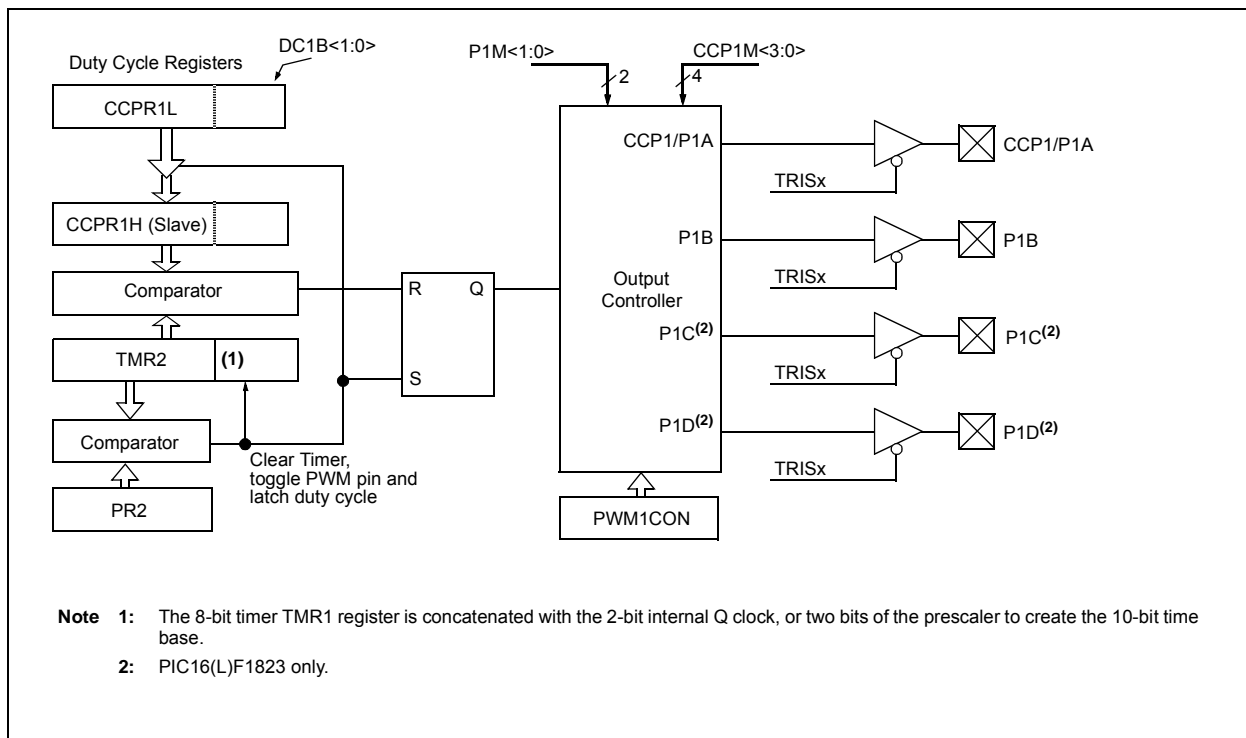 DC1B<1:0>
Duty Cycle Registers
CCPR1L
CCPR1H (Slave)
Comparator
TMR2
(1)
Comparator
PR2
Clear Timer,
toggle PWM pin and
latch duty cycle
R
Q
S
P1M<1:0>
2
CCP1M<3:0>
4
Output
Controller
CCP1/P1A
P1B
P1C(2)
P1D(2)
PWM1CON
TRISx
CCP1/P1A
TRISx
P1B
TRISx
P1C(2)
TRISx
P1D(2)
Note 1: The 8-bit timer TMR1 register is concatenated with the 2-bit internal Q clock, or two bits of the prescaler to create the 10-bit time
base.
2: PIC16(L)F1823 only.